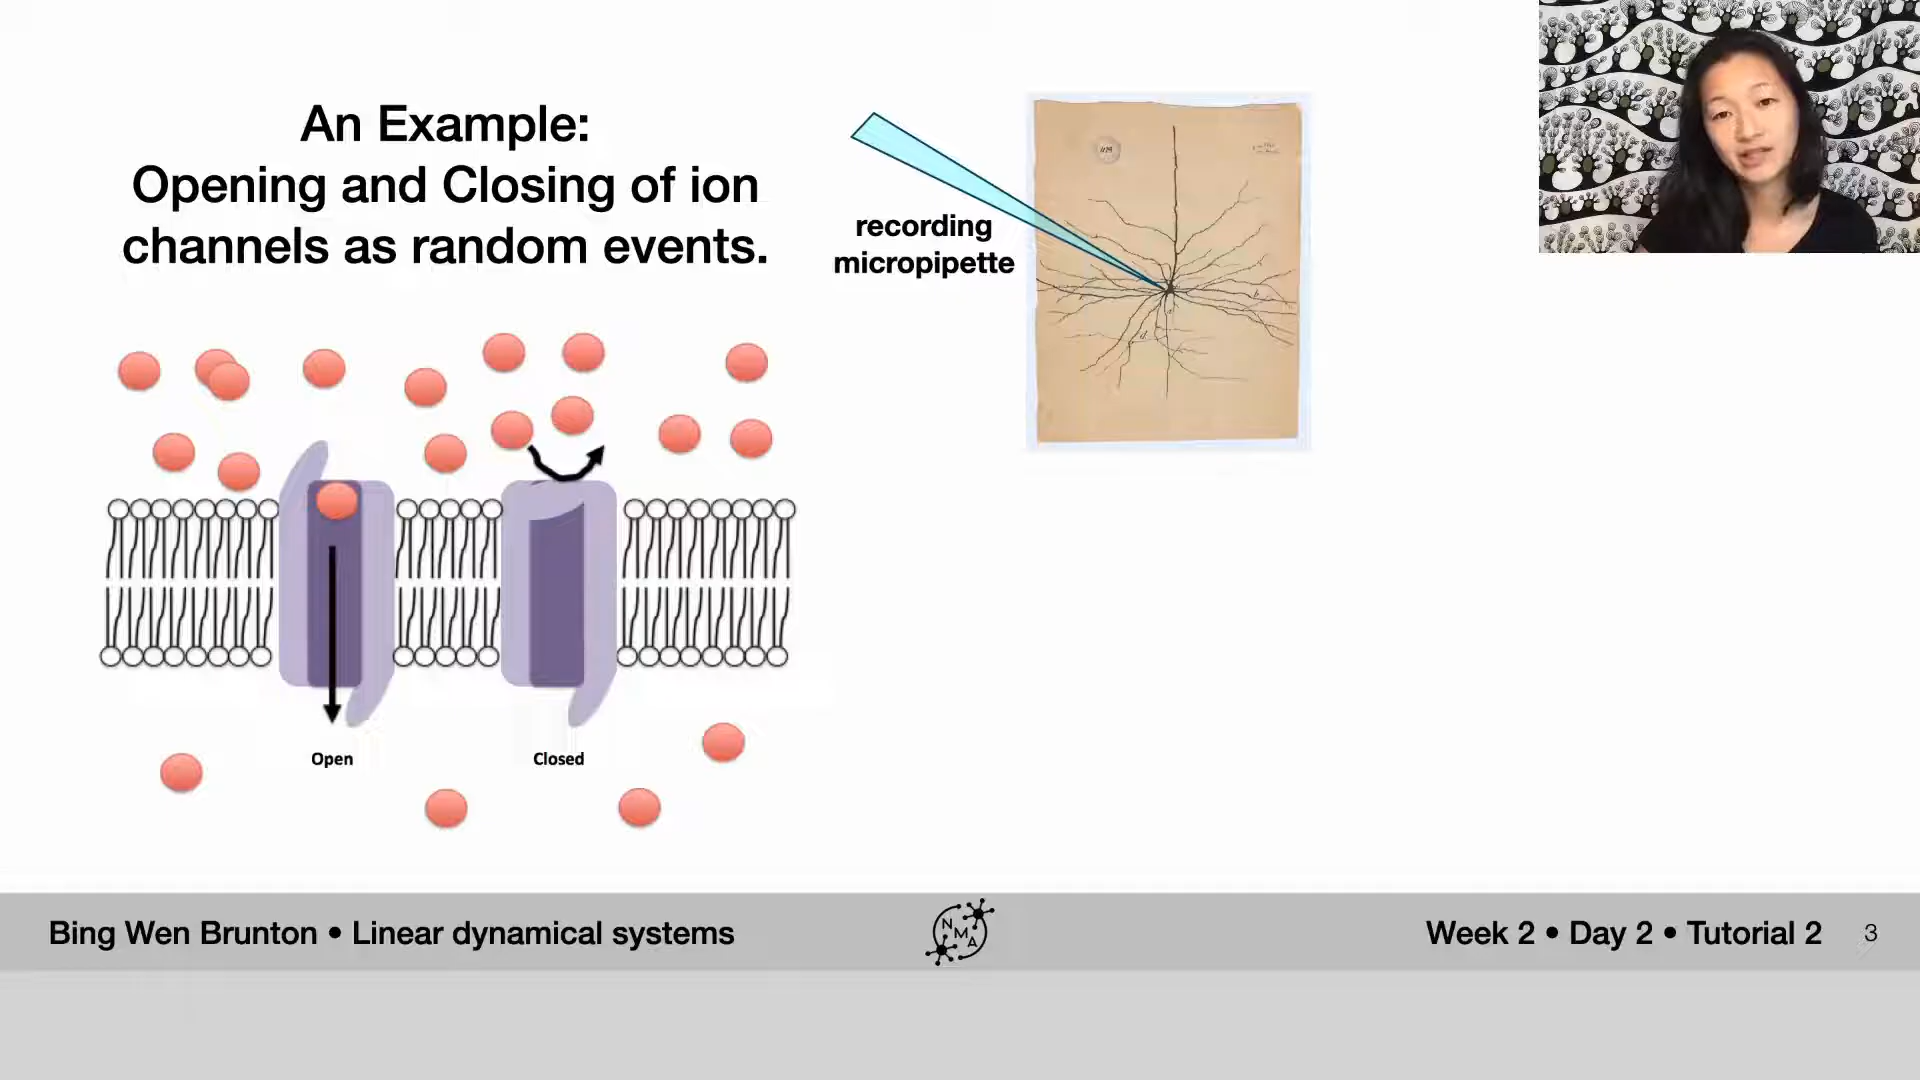 An Example:
Opening and Closing of ion
channels as random events.
recording
micropipette
Open
Closed
Bing Wen Brunton • Linear dynamical systems
NMA
Week 2 • Day 2 • Tutorial 2
3